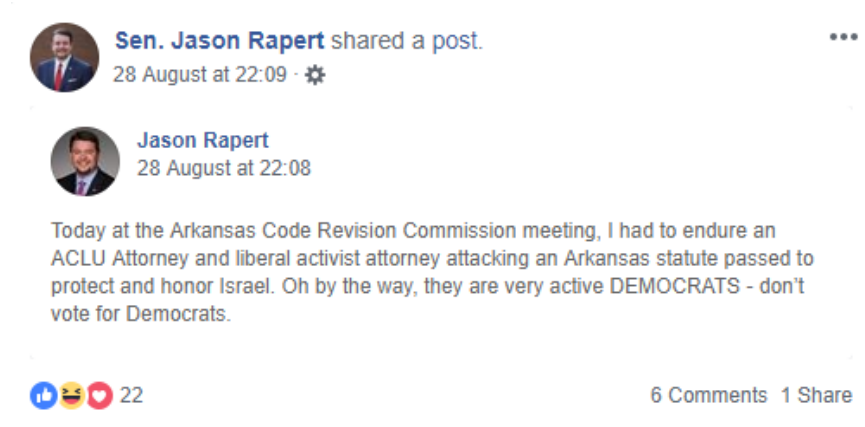 Sen. Jason Rapert shared a post.
28 August at 22:09 ·
Jason Rapert
28 August at 22:08
Today at the Arkansas Code Revision Commission meeting, I had to endure an
ACLU Attorney and liberal activist attorney attacking an Arkansas statute passed to
protect and honor Israel. Oh by the way, they are very active DEMOCRATS - don't
vote for Democrats.
22 6 Comments 1 Share